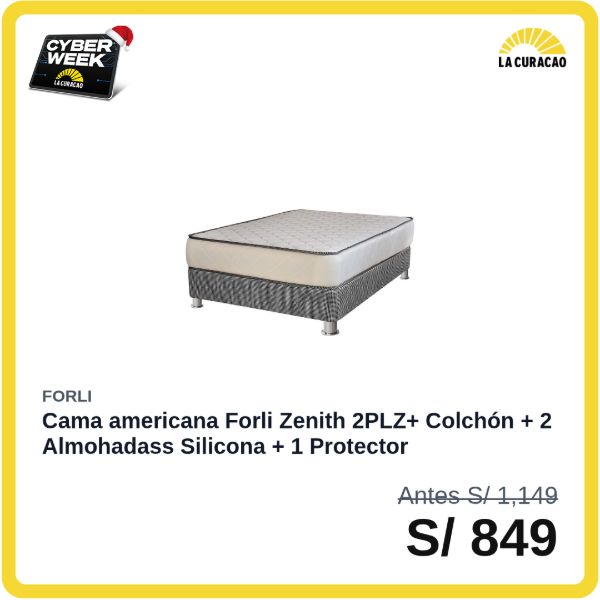 CYBER
WEEK
LA CURACAO
LA CURACAO
FORLI
Cama americana Forli Zenith 2PLZ+ Colchón + 2
Almohadass Silicona + 1 Protector
Antes S/ 1,149
S/ 849